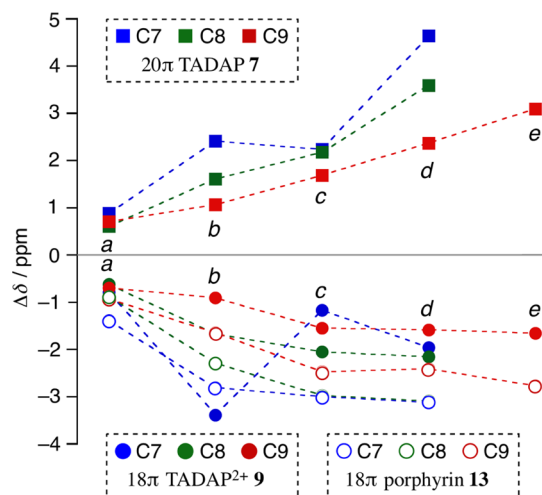 5
4
3
2
1
0
−1
−2
−3
−4
Δδ / ppm
C7 C8 C9
20π TADAP 7
a b c d e
a b c d e
C7 C8 C9
18π TADAP²⁺ 9
C7 C8 C9
18π porphyrin 13